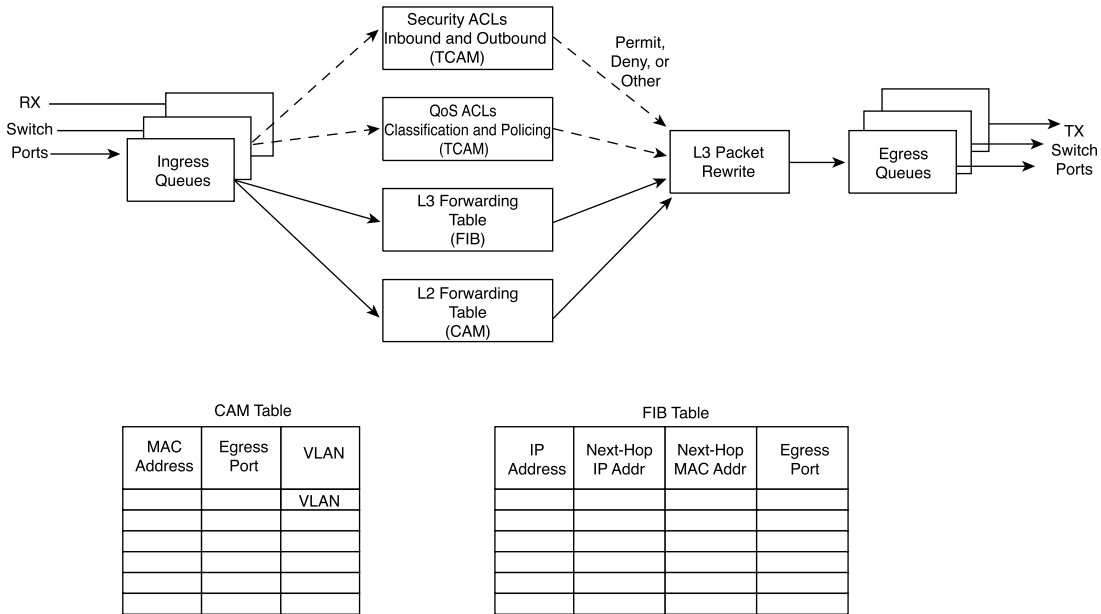 Security ACLs
Inbound and Outbound
(TCAM)
Permit,
Deny, or
Other
RX
Switch
Ports
QoS ACLs
Classification and Policing
(TCAM)
Ingress
Queues
L3 Packet
Rewrite
Egress
Queues
TX
Switch
Ports
L3 Forwarding
Table
(FIB)
L2 Forwarding
Table
(CAM)
CAM Table
MAC
Address
Egress
Port
VLAN
VLAN
FIB Table
IP
Address
Next-Hop
IP Addr
Next-Hop
MAC Addr
Egress
Port